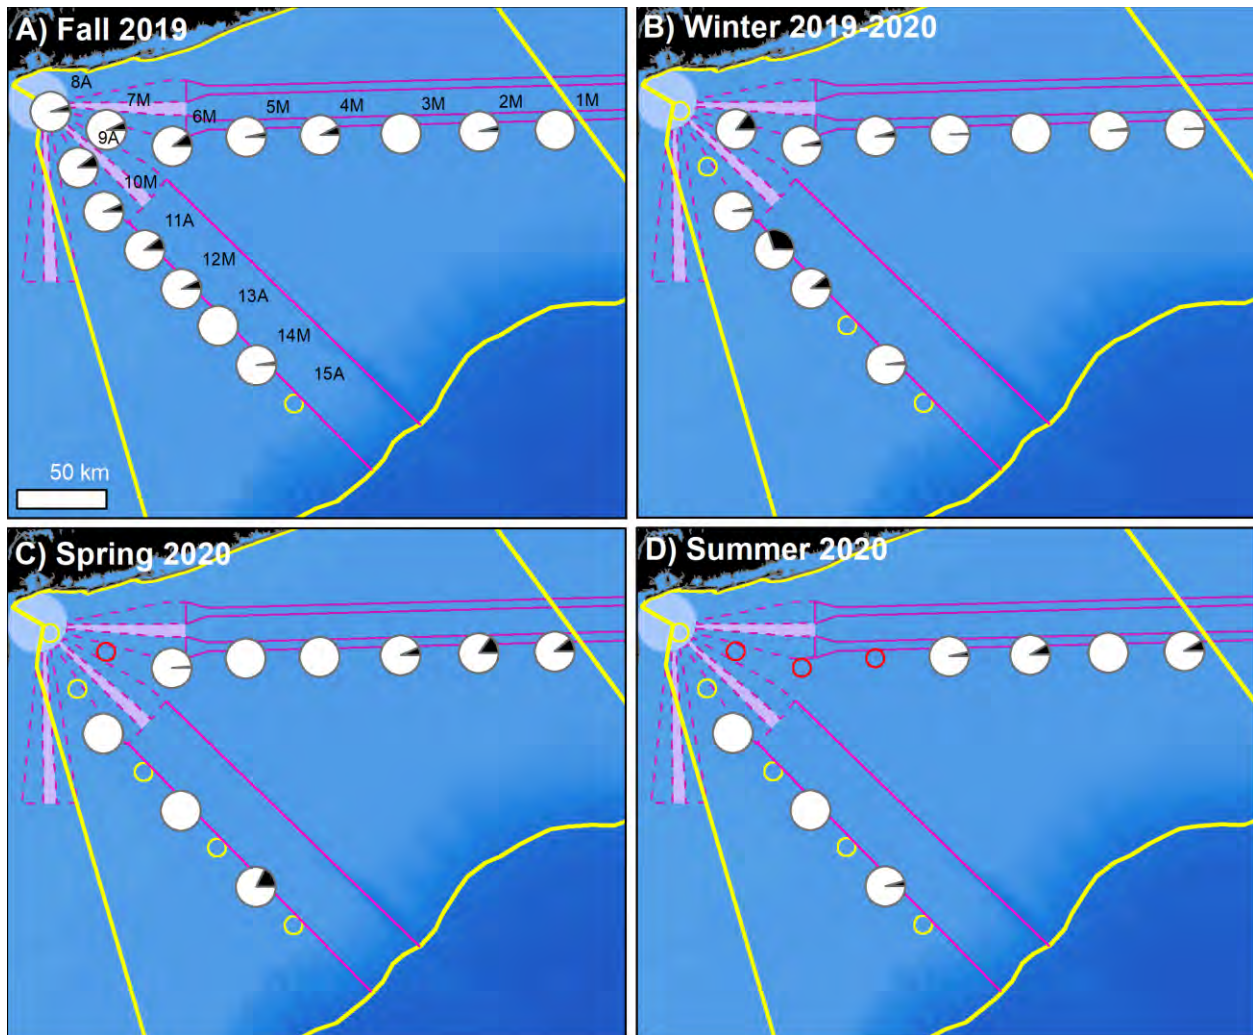 A) Fall 2019
B) Winter 2019-2020
8A
7M
6M
5M
4M
3M
2M
1M
9A
10M
11A
12M
13A
14M
15A
50 km
C) Spring 2020
D) Summer 2020